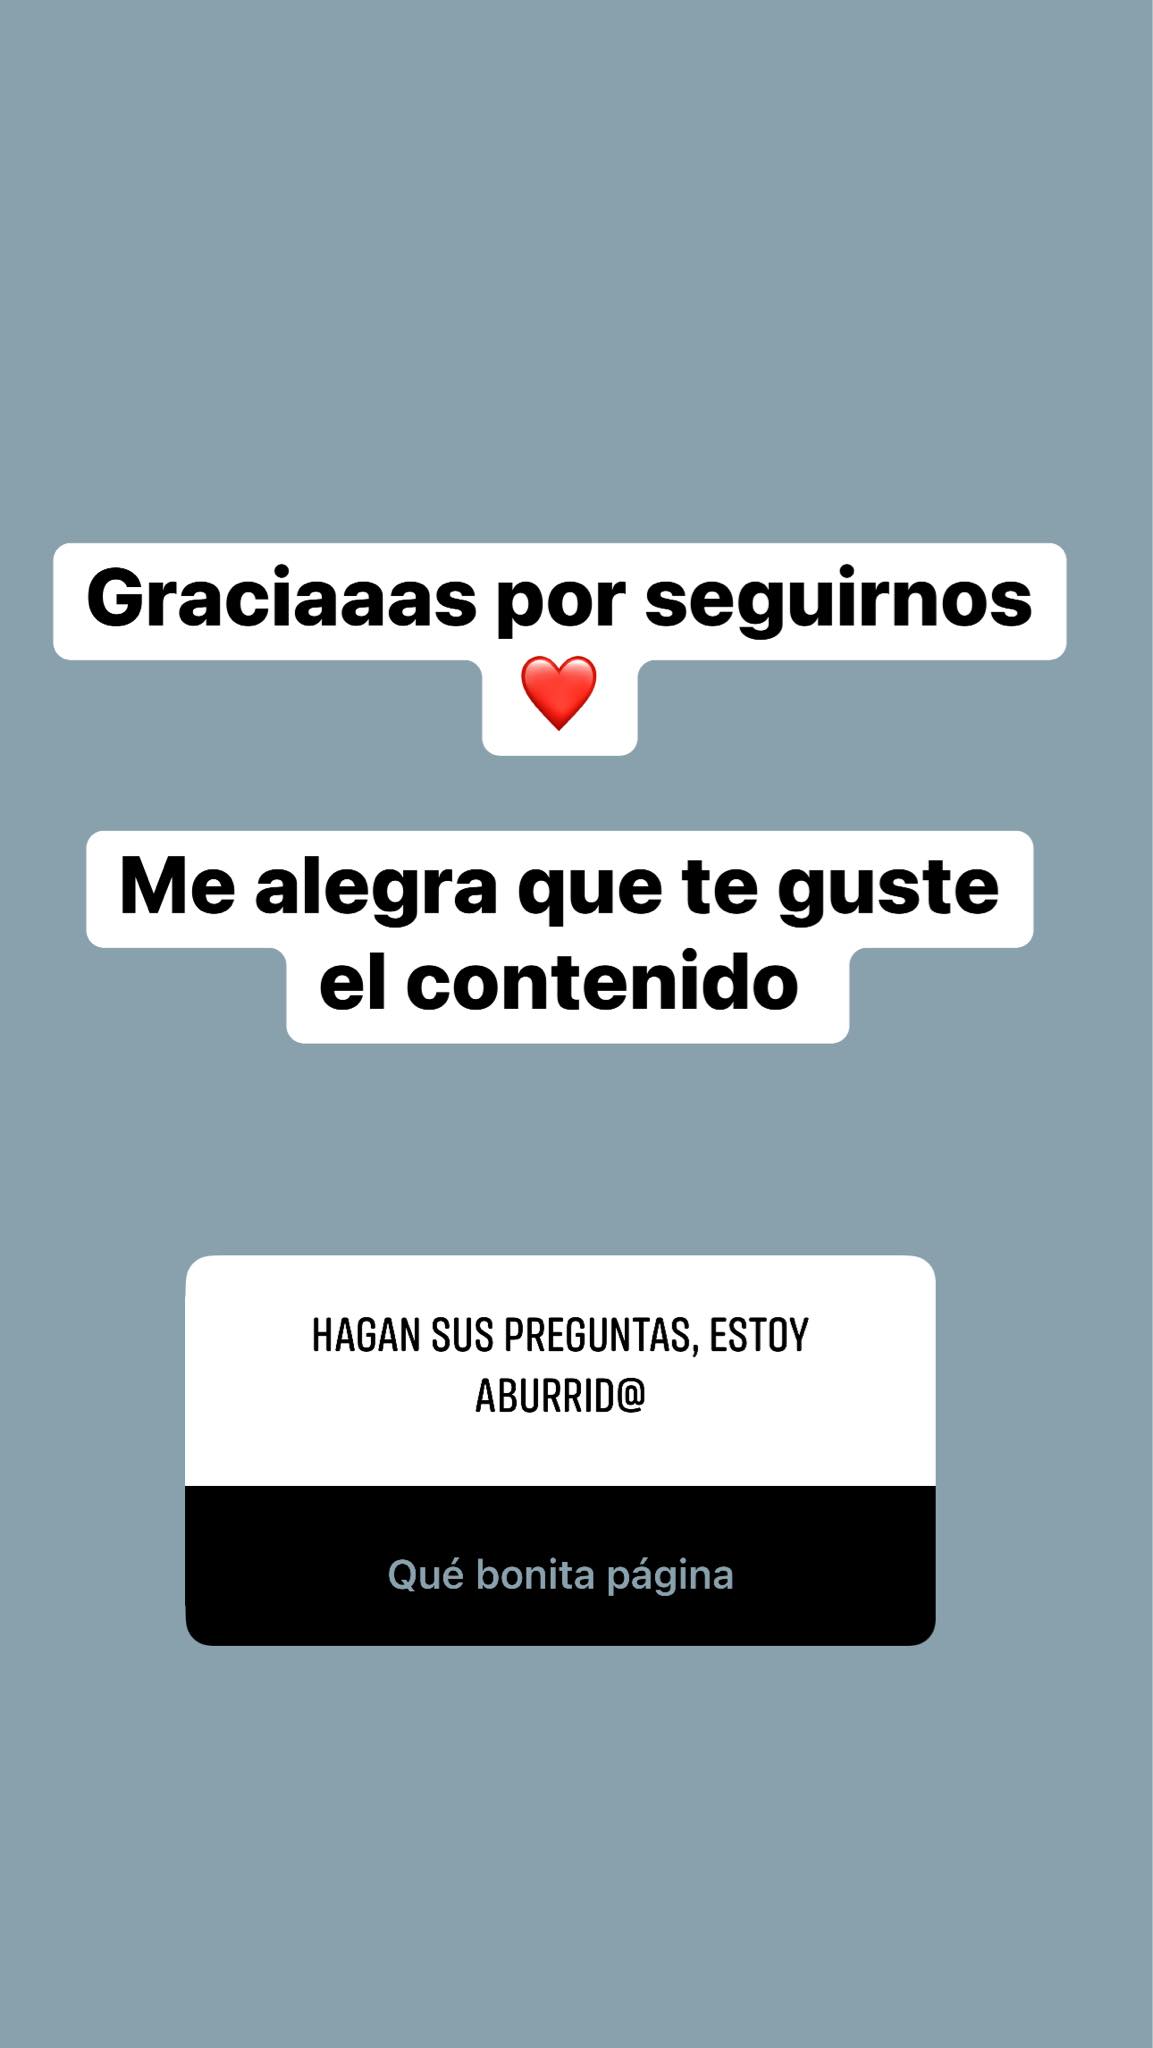 Graciaaas por seguirnos
❤️
Me alegra que te guste
el contenido
HAGAN SUS PREGUNTAS, ESTOY
ABURRID@
Qué bonita página